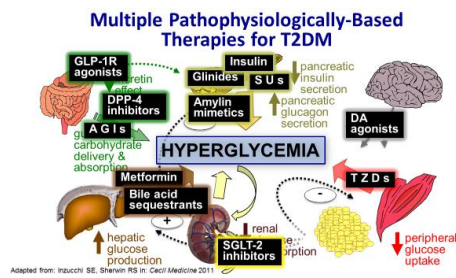 Multiple Pathophysiologically-Based
Therapies for T2DM
GLP-1R
agonists
effect
DPP-4
inhibitors
A G I s
carbohydrate
delivery &
absorption
Insulin
Glinides
S U s
Amylin
mimetics
pancreatic
insulin
secretion
pancreatic
glucagon
secretion
DA
agonists
HYPERGLYCEMIA
T Z D s
Metformin
Bile acid
sequestrants
-
+
renal
SGLT-2
inhibitors
hepatic
glucose
production
peripheral
glucose
uptake
Adapted from: Inzucchi SE, Sherwin RS in: Cecil Medicine 2011